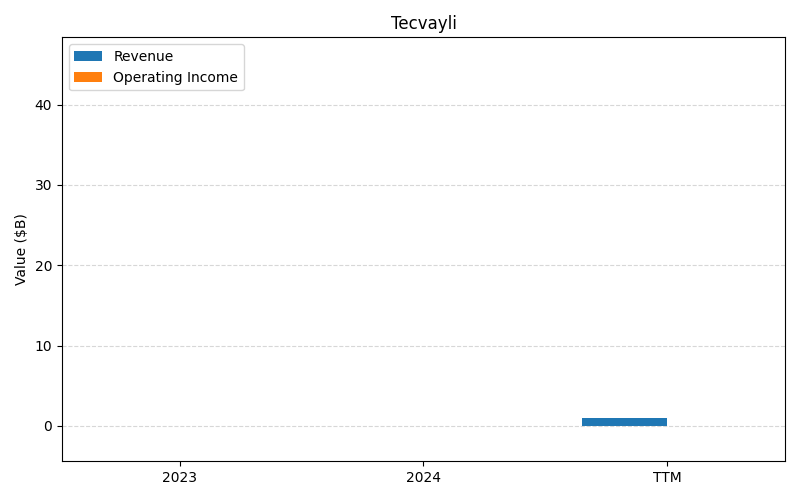 Tecvayli
Revenue
Operating Income
Value ($B)
40
30
20
10
0
2023
2024
TTM